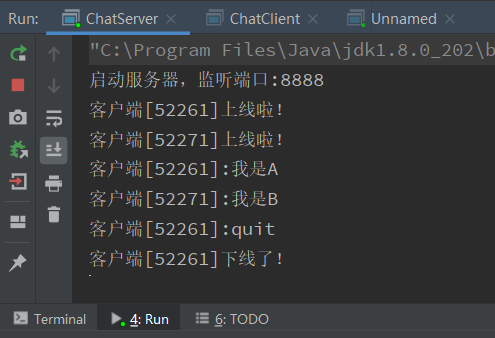 Run: ChatServer × ChatClient × Unnamed ×
"C:\Program Files\Java\jdk1.8.0_202\b
启动服务器，监听端口:8888
客户端[52261]上线啦!
客户端[52271]上线啦!
客户端[52261]:我是A
客户端[52271]:我是B
客户端[52261]:quit
客户端[52261]下线了!
Terminal 4: Run 6: TODO